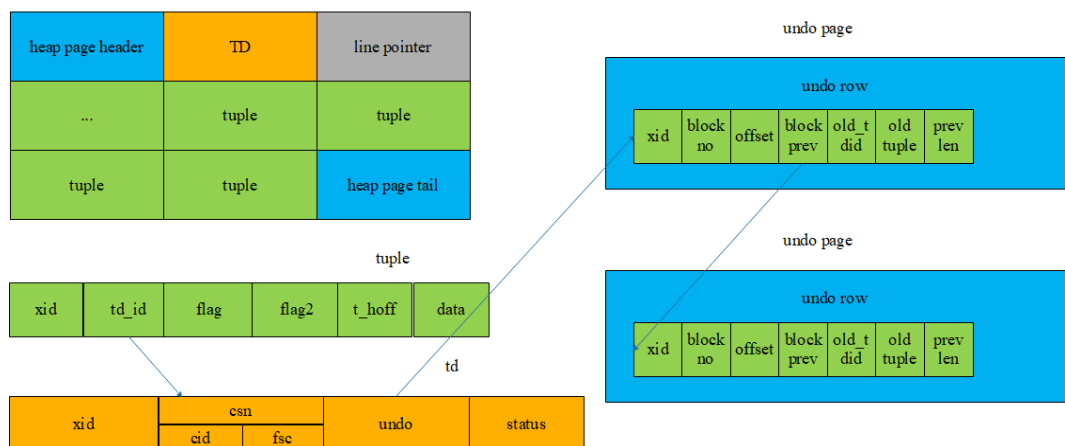 heap page header
TD
line pointer
...
tuple
tuple
tuple
tuple
heap page tail
tuple
xid
td_id
flag
flag2
t_hoff
data
td
xid
csn
cid
fsc
undo
status
undo page
undo row
xid
block
no
offset
block
prev
old_t
did
old
tuple
prev
len
undo page
undo row
xid
block
no
offset
block
prev
old_t
did
old
tuple
prev
len